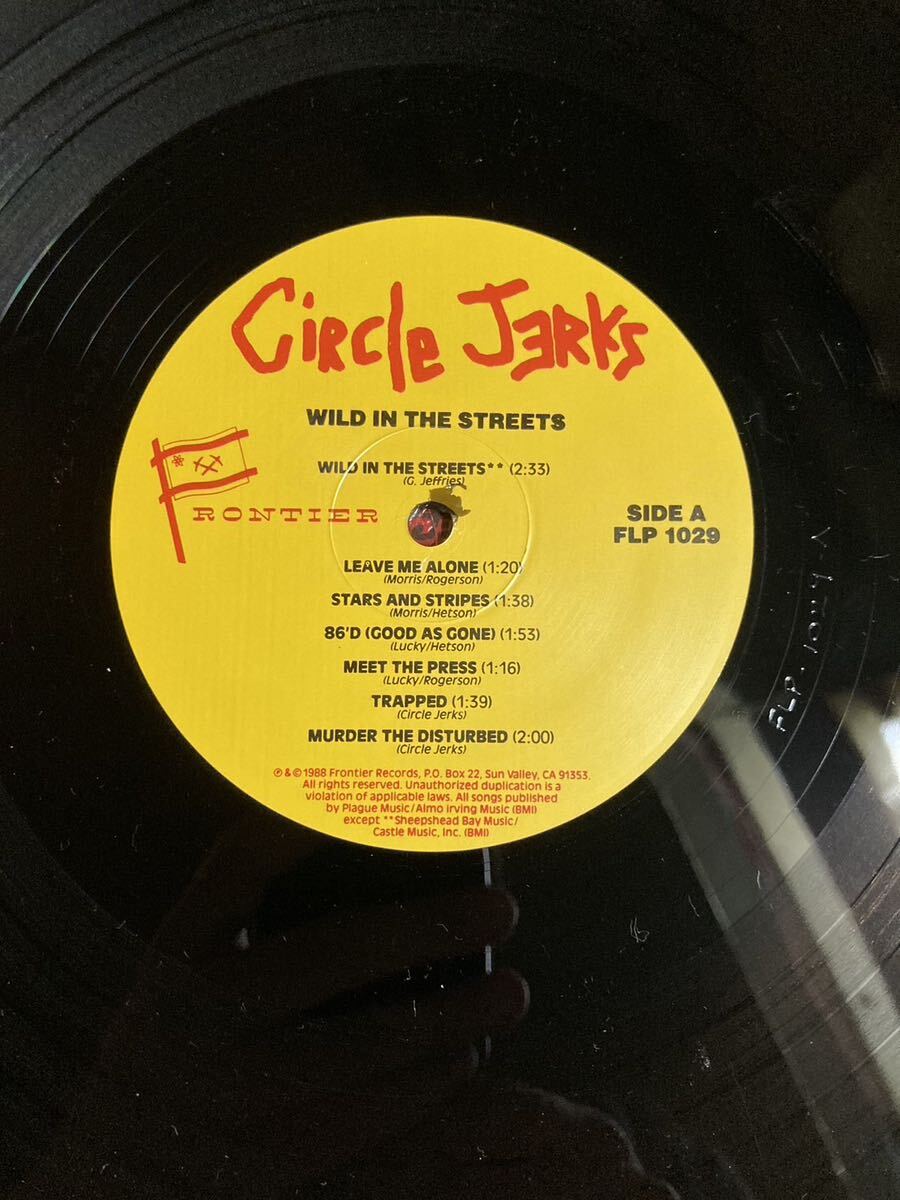 Circle Jerks
WILD IN THE STREETS
WILD IN THE STREETS** (2:33)
(G. Jeffries)
FRONTIER
SIDE A
FLP 1029
LEAVE ME ALONE (1:20)
(Morris/Rogerson)
STARS AND STRIPES (1:38)
(Morris/Hetson)
86'D (GOOD AS GONE) (1:53)
(Lucky/Hetson)
MEET THE PRESS (1:16)
(Lucky/Rogerson)
TRAPPED (1:39)
(Circle Jerks)
MURDER THE DISTURBED (2:00)
(Circle Jerks)
℗ & © 1988 Frontier Records, P.O. Box 22, Sun Valley, CA 91353.
All rights reserved. Unauthorized duplication is a
violation of applicable laws. All songs published
by Plague Music/Almo irving Music (BMI)
except **Sheepshead Bay Music/
Castle Music, Inc. (BMI)
FLP.